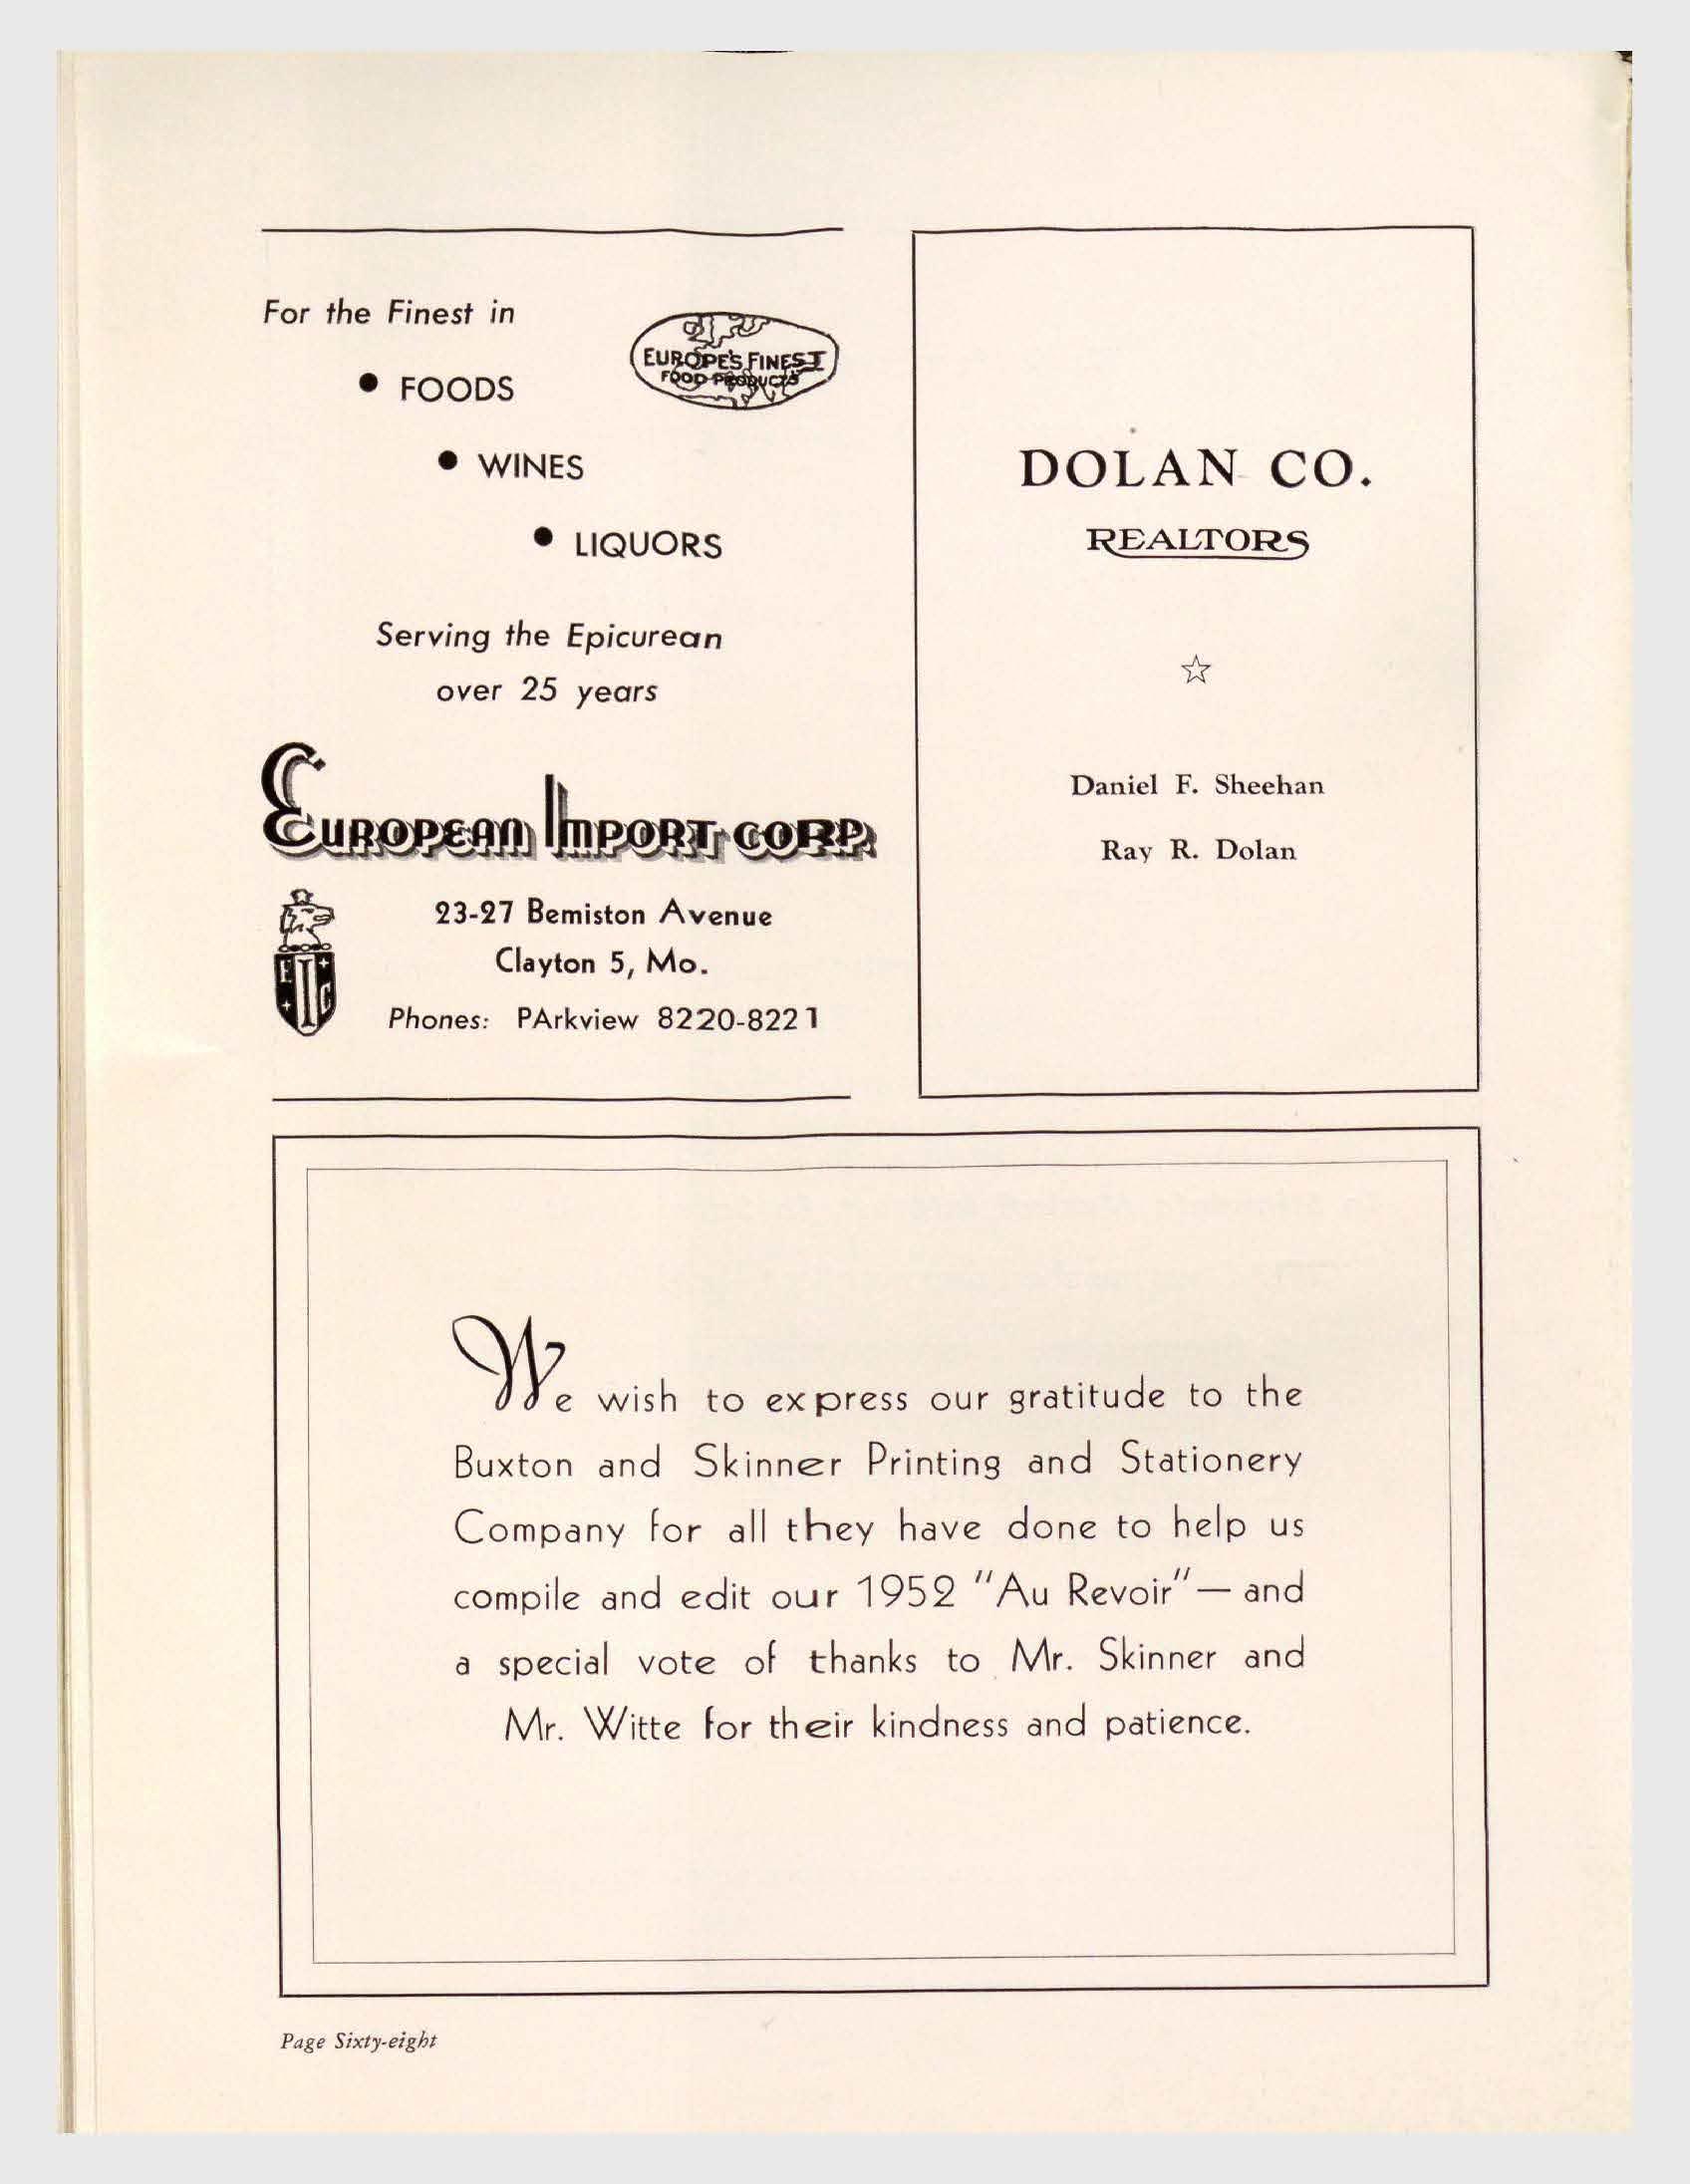 For the Finest in
• FOODS
• WINES
• LIQUORS
EUROPE'S FINEST
FOOD PRODUCTS
Serving the Epicurean
over 25 years
EUROPEAN IMPORT CORP.
EIC
23-27 Bemiston Avenue
Clayton 5, Mo.
Phones: PArkview 8220-8221
DOLAN CO.
REALTORS
☆
Daniel F. Sheehan
Ray R. Dolan
We wish to express our gratitude to the
Buxton and Skinner Printing and Stationery
Company for all they have done to help us
compile and edit our 1952 "Au Revoir"—and
a special vote of thanks to Mr. Skinner and
Mr. Witte for their kindness and patience.
Page Sixty-eight